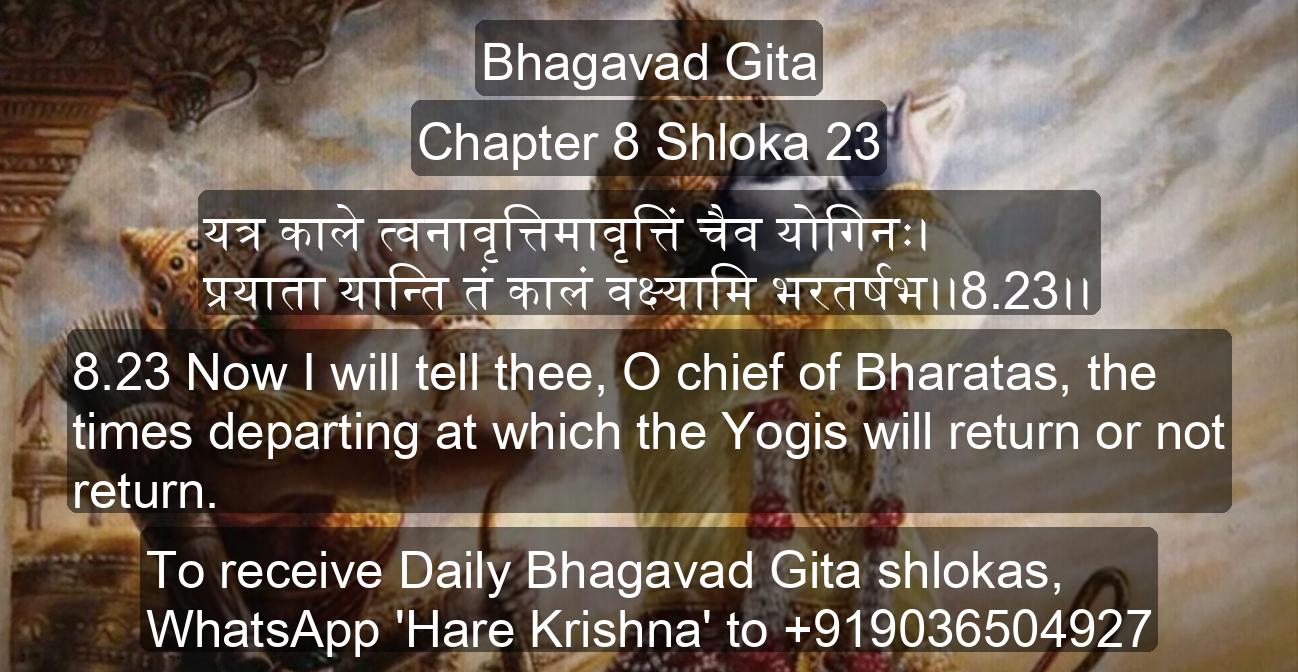 Bhagavad Gita
Chapter 8 Shloka 23
यत्र काले त्वनावृत्तिमावृत्तिं चैव योगिनः।
प्रयाता यान्ति तं कालं वक्ष्यामि भरतर्षभ।।8.23।।
8.23 Now I will tell thee, O chief of Bharatas, the
times departing at which the Yogis will return or not
return.
To receive Daily Bhagavad Gita shlokas,
WhatsApp 'Hare Krishna' to +919036504927